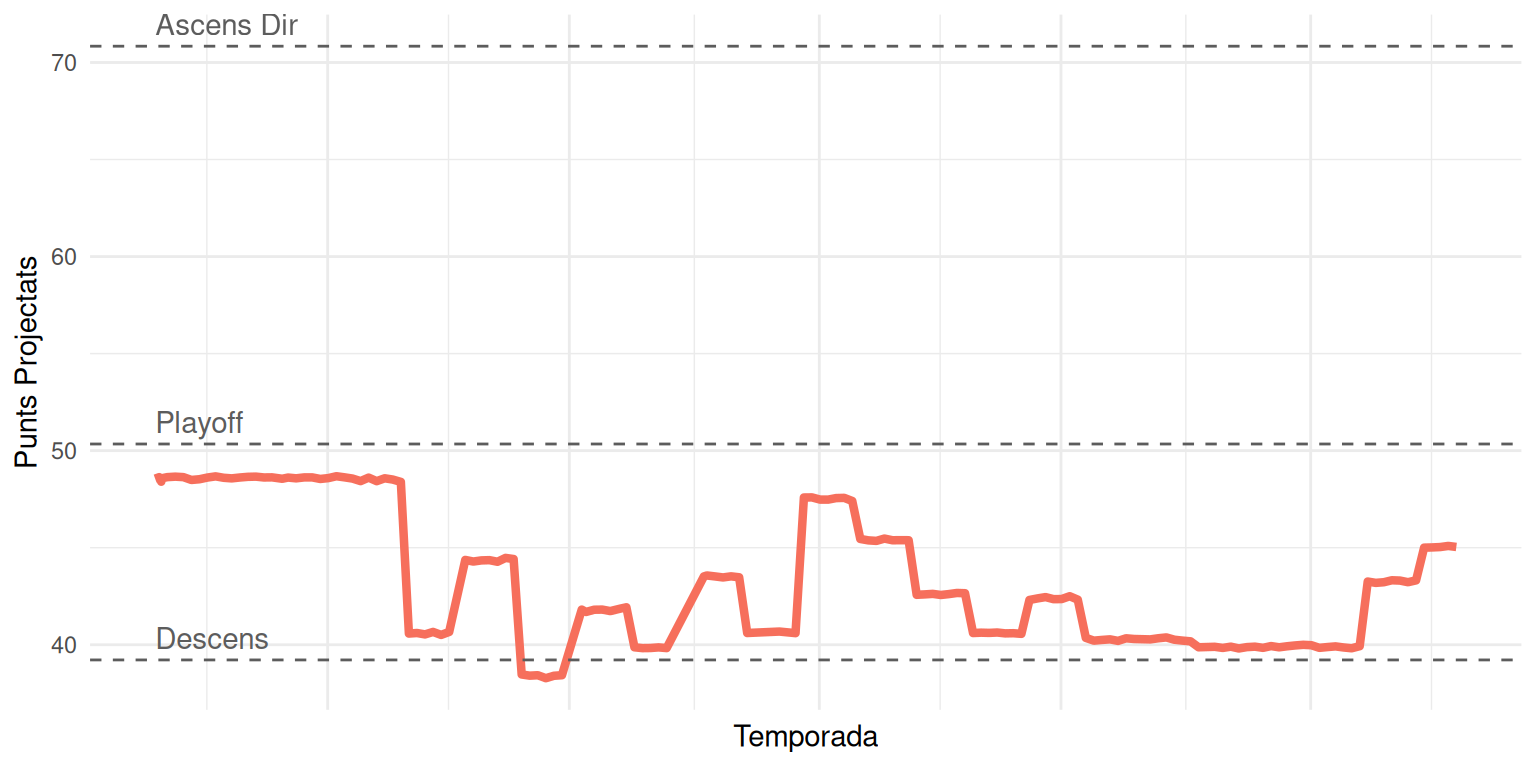 Ascens Dir
70
60
Punts Projectats
Playoff
50
Descens
40
Temporada